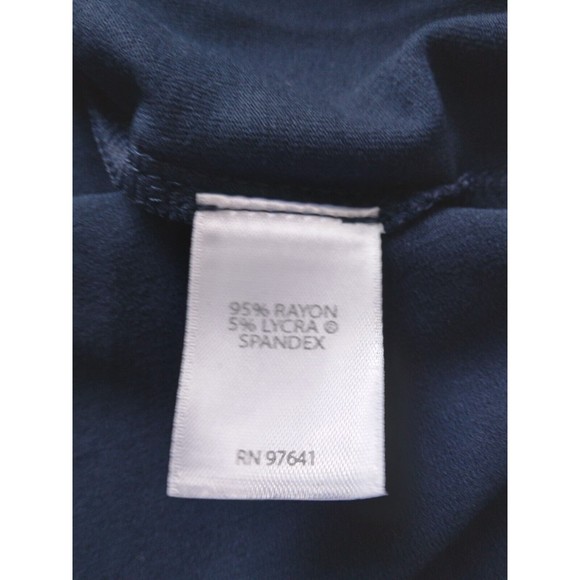 95% RAYON
5% LYCRA ®
SPANDEX
RN 97641